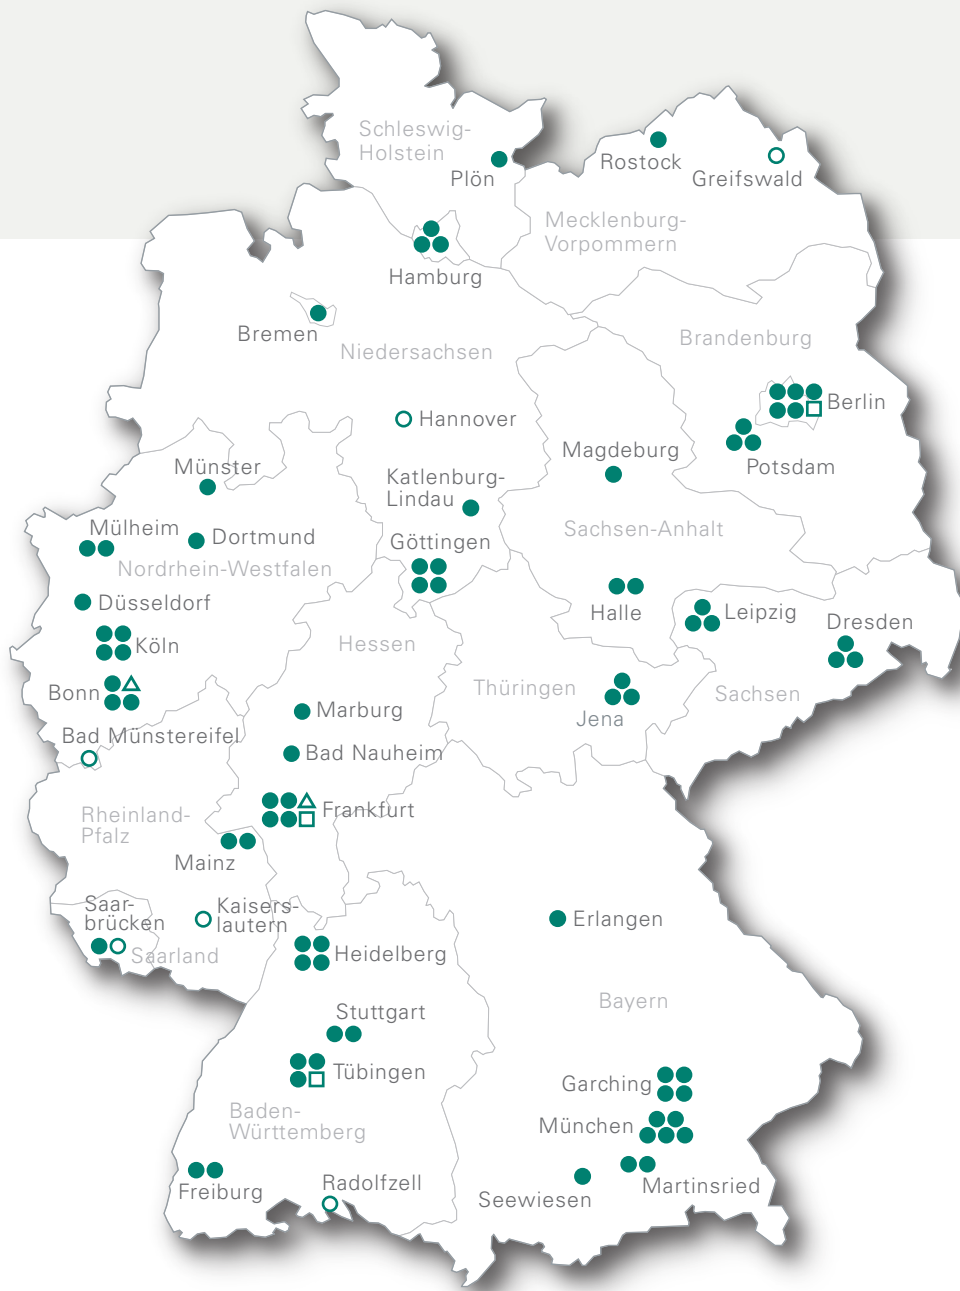 Schleswig-
Holstein
Plön
Rostock
Greifswald
Mecklenburg-
Vorpommern
Hamburg
Bremen
Niedersachsen
Brandenburg
Berlin
Hannover
Potsdam
Magdeburg
Münster
Katlenburg-
Lindau
Mülheim
Dortmund
Göttingen
Sachsen-Anhalt
Nordrhein-Westfalen
Düsseldorf
Halle
Leipzig
Dresden
Köln
Hessen
Bonn
Thüringen
Sachsen
Jena
Marburg
Bad Münstereifel
Bad Nauheim
Rheinland-
Pfalz
Frankfurt
Mainz
Saar-
brücken
Kaisers-
lautern
Saarland
Erlangen
Heidelberg
Bayern
Stuttgart
Tübingen
Garching
Baden-
Württemberg
München
Freiburg
Radolfzell
Seewiesen
Martinsried